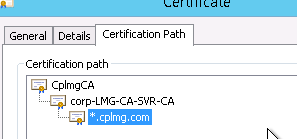 Certificate
General
Details
Certification Path
Certification path
CplmgCA
corp-LMG-CA-SVR-CA
*.cplmg.com